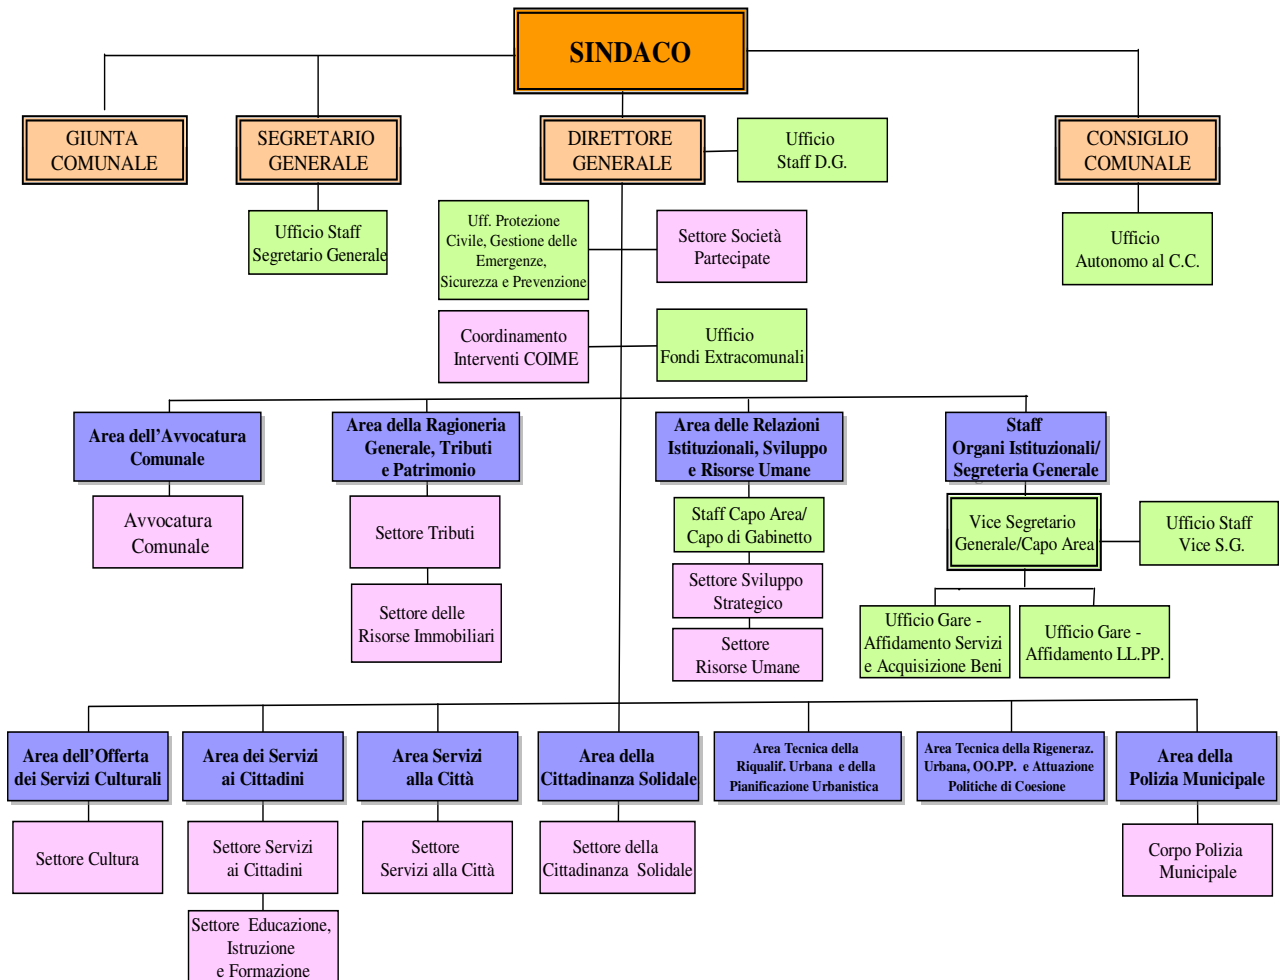 SINDACO
GIUNTA
COMUNALE
SEGRETARIO
GENERALE
DIRETTORE
GENERALE
Ufficio
Staff D.G.
CONSIGLIO
COMUNALE
Ufficio Staff
Segretario Generale
Uff. Protezione
Civile, Gestione delle
Emergenze,
Sicurezza e Prevenzione
Settore Società
Partecipate
Ufficio
Autonomo al C.C.
Coordinamento
Interventi COIME
Ufficio
Fondi Extracomunali
Area dell'Avvocatura
Comunale
Area della Ragioneria
Generale, Tributi
e Patrimonio
Area delle Relazioni
Istituzionali, Sviluppo
e Risorse Umane
Staff
Organi Istituzionali/
Segreteria Generale
Avvocatura
Comunale
Settore Tributi
Staff Capo Area/
Capo di Gabinetto
Vice Segretario
Generale/Capo Area
Ufficio Staff
Vice S.G.
Settore delle
Risorse Immobiliari
Settore Sviluppo
Strategico
Settore
Risorse Umane
Ufficio Gare -
Affidamento Servizi
e Acquisizione Beni
Ufficio Gare -
Affidamento LL.PP.
Area dell'Offerta
dei Servizi Culturali
Area dei Servizi
ai Cittadini
Area Servizi
alla Città
Area della
Cittadinanza Solidale
Area Tecnica della
Riqualif. Urbana e della
Pianificazione Urbanistica
Area Tecnica della Rigeneraz.
Urbana, OO.PP. e Attuazione
Politiche di Coesione
Area della
Polizia Municipale
Settore Cultura
Settore Servizi
ai Cittadini
Settore
Servizi alla Città
Settore della
Cittadinanza Solidale
Corpo Polizia
Municipale
Settore Educazione,
Istruzione
e Formazione